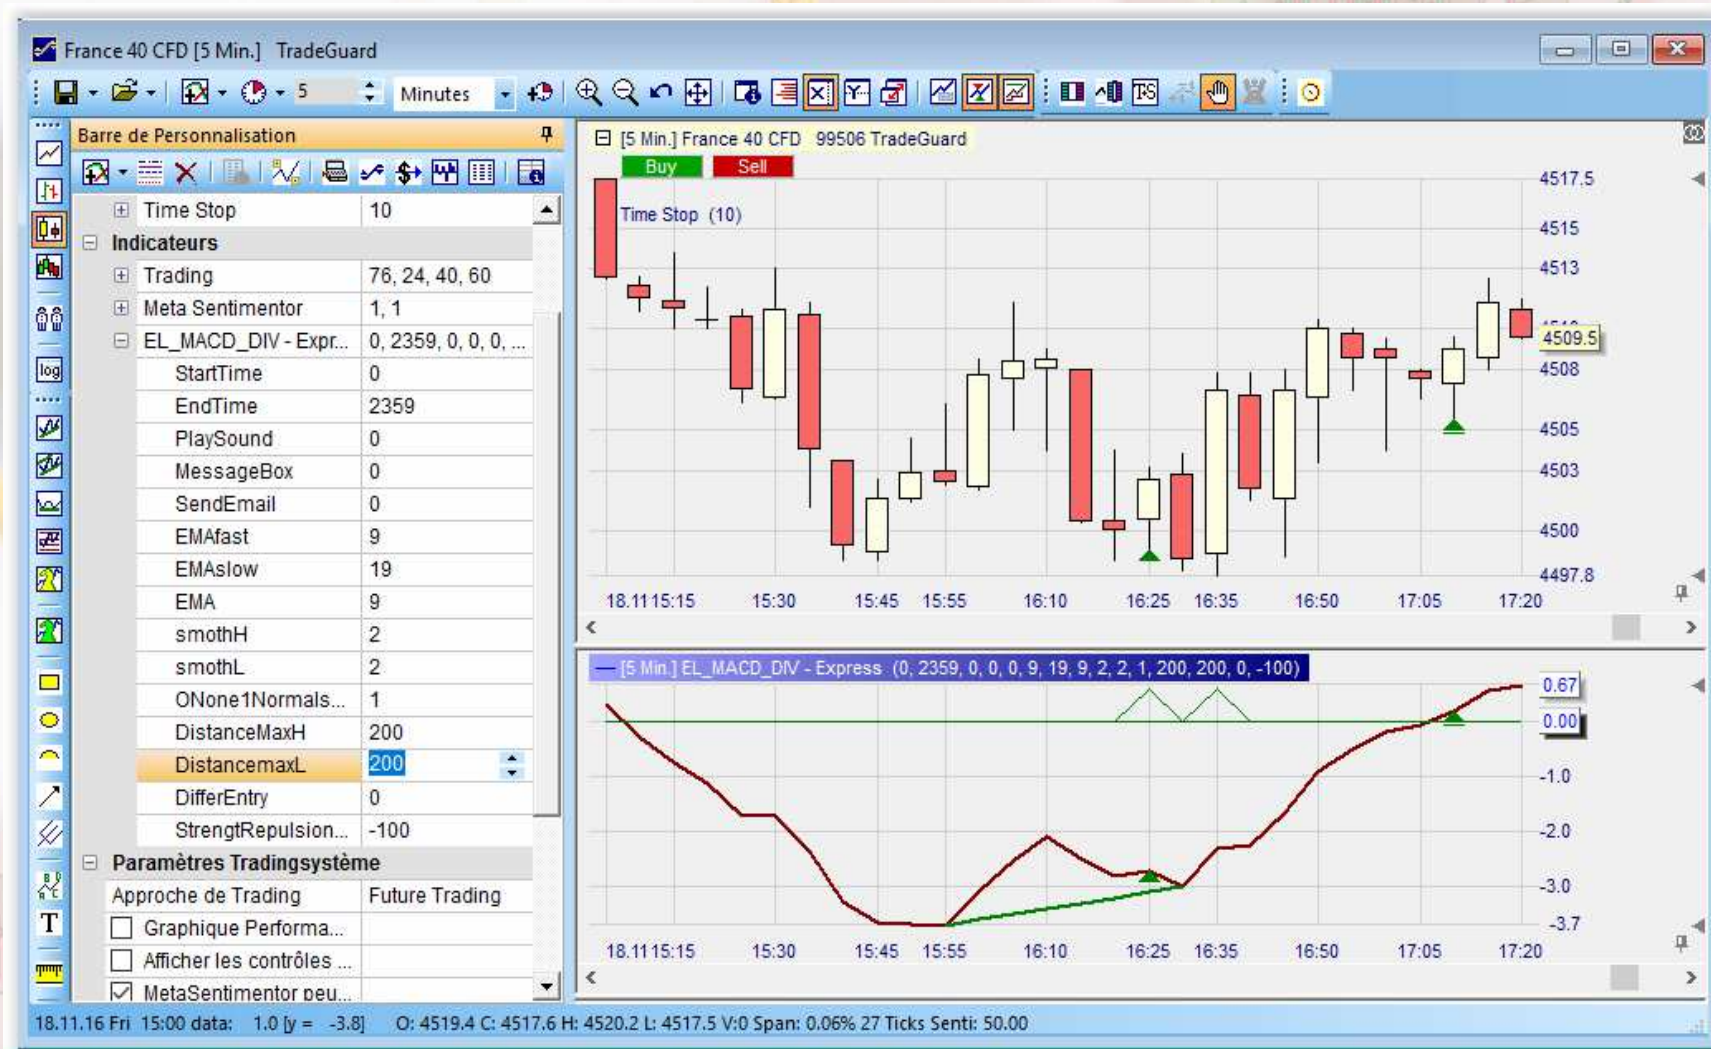 France 40 CFD [5 Min.] TradeGuard
5 Minutes
Barre de Personnalisation
Time Stop 10
Indicateurs
Trading 76, 24, 40, 60
Meta Sentimentor 1, 1
EL_MACD_DIV - Expr... 0, 2359, 0, 0, 0, ...
StartTime 0
EndTime 2359
PlaySound 0
MessageBox 0
SendEmail 0
EMAfast 9
EMAslow 19
EMA 9
smothH 2
smothL 2
ONone1Normals... 1
DistanceMaxH 200
DistancemaxL 200
DifferEntry 0
StrengtRepulsion... -100
Paramètres Tradingsystème
Approche de Trading Future Trading
Graphique Performa...
Afficher les contrôles ...
MetaSentimentor peu...
log
T
[5 Min.] France 40 CFD 99506 TradeGuard
Buy Sell
Time Stop (10)
4517.5
4515
4513
4509.5
4508
4505
4503
4500
4497.8
18.11 15:15 15:30 15:45 15:55 16:10 16:25 16:35 16:50 17:05 17:20
[5 Min.] EL_MACD_DIV - Express (0, 2359, 0, 0, 0, 9, 19, 9, 2, 2, 1, 200, 200, 0, -100)
0.67
0.00
-1.0
-2.0
-3.0
-3.7
18.11 15:15 15:30 15:45 15:55 16:10 16:25 16:35 16:50 17:05 17:20
18.11.16 Fri 15:00 data: 1.0 [y = -3.8] O: 4519.4 C: 4517.6 H: 4520.2 L: 4517.5 V:0 Span: 0.06% 27 Ticks Senti: 50.00